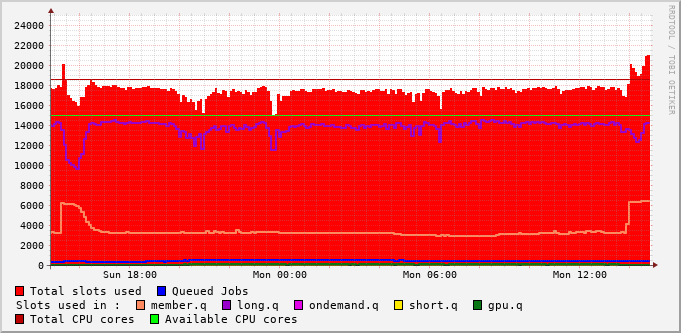 24000
22000
20000
18000
16000
14000
12000
10000
8000
6000
4000
2000
0
Sun 18:00 Mon 00:00 Mon 06:00 Mon 12:00
Total slots used Queued Jobs
Slots used in : member.q long.q ondemand.q short.q gpu.q
Total CPU cores Available CPU cores
RRDTOOL / TOBI OETIKER